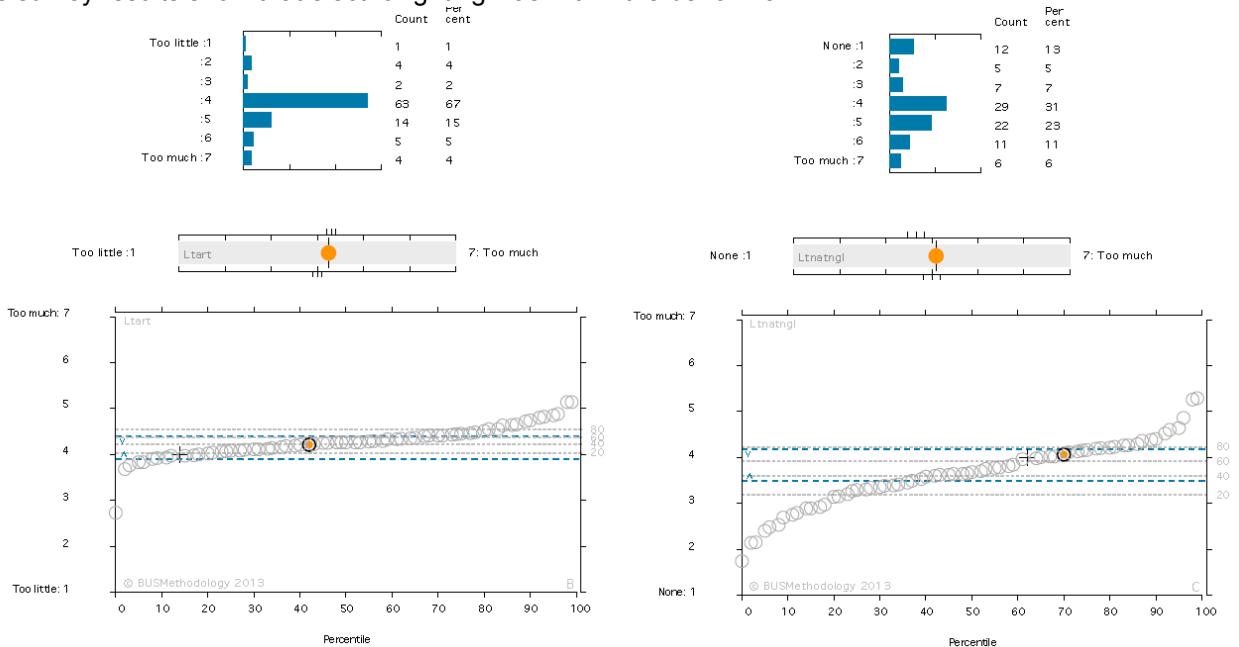 Count Per cent
Too little :1 1 1
:2 4 4
:3 2 2
:4 63 67
:5 14 15
:6 5 5
Too much :7 4 4
Count Per cent
None :1 12 13
:2 5 5
:3 7 7
:4 29 31
:5 22 23
:6 11 11
Too much :7 6 6
Too little :1 Ltart 7: Too much
None :1 Ltnatngl 7: Too much
Too much: 7
Ltart
6
5
4
3
2
Too little: 1
80
20
© BUSMethodology 2013 B
0 10 20 30 40 50 60 70 80 90 100
Percentile
Too much: 7
Ltnatngl
6
5
4
3
2
None: 1
80
60
40
20
© BUSMethodology 2013 C
0 10 20 30 40 50 60 70 80 90 100
Percentile